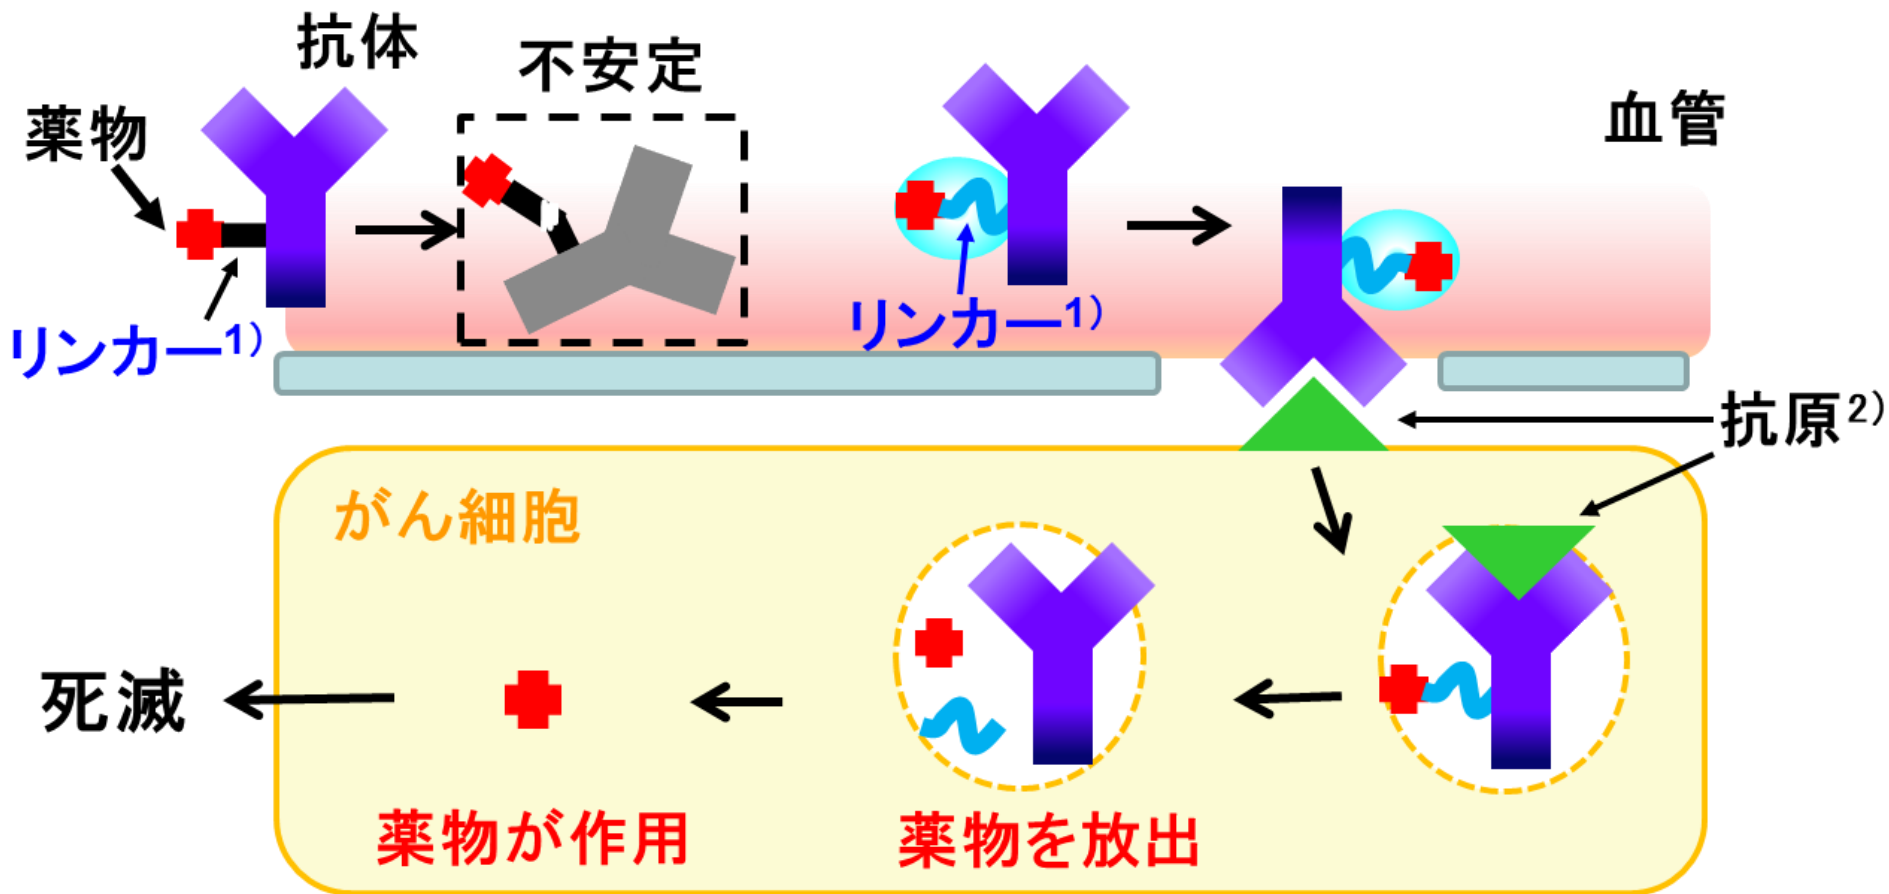 抗体
不安定
薬物
血管
リンカー1)
リンカー1)
抗原2)
がん細胞
死滅
薬物が作用
薬物を放出